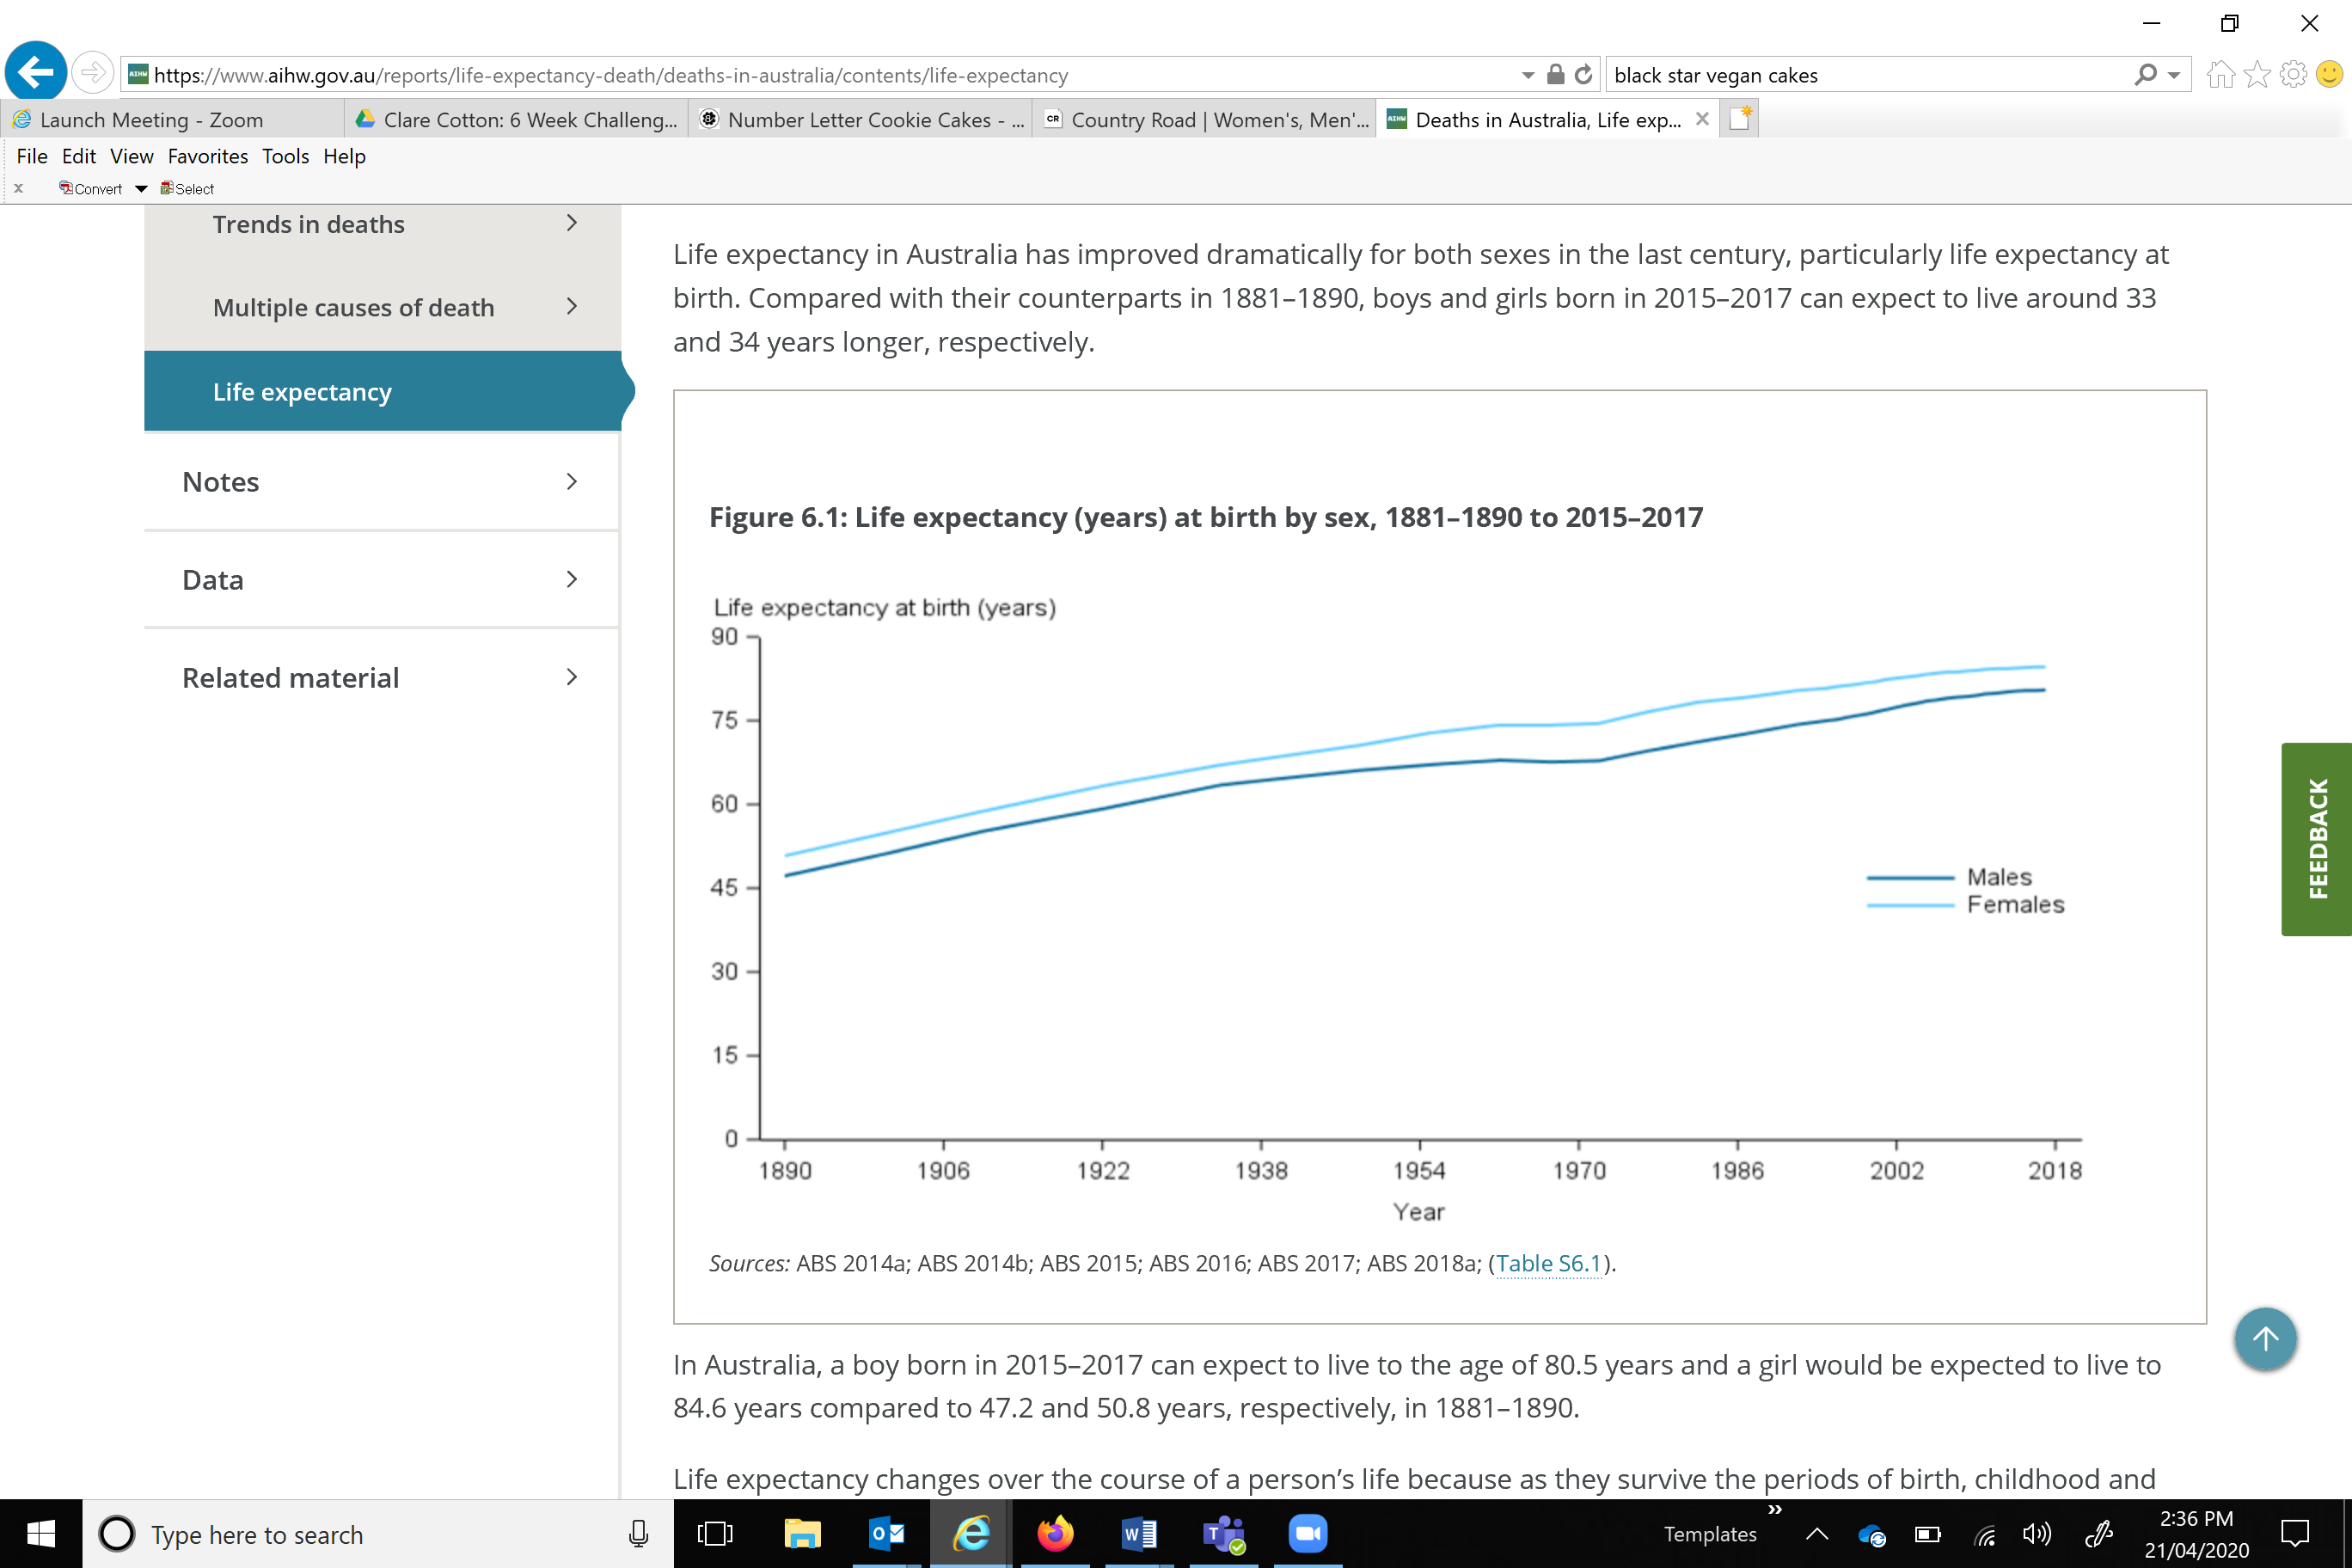 https://www.aihw.gov.au/reports/life-expectancy-death/deaths-in-australia/contents/life-expectancy
black star vegan cakes
Launch Meeting - Zoom
Clare Cotton: 6 Week Challeng...
Number Letter Cookie Cakes - ...
Country Road | Women's, Men'...
Deaths in Australia, Life exp...
File Edit View Favorites Tools Help
x Convert Select
Trends in deaths
Multiple causes of death
Life expectancy
Notes
Data
Related material
Life expectancy in Australia has improved dramatically for both sexes in the last century, particularly life expectancy at
birth. Compared with their counterparts in 1881–1890, boys and girls born in 2015–2017 can expect to live around 33
and 34 years longer, respectively.
Figure 6.1: Life expectancy (years) at birth by sex, 1881–1890 to 2015–2017
Life expectancy at birth (years)
90
75
60
45
30
15
0
Males
Females
1890 1906 1922 1938 1954 1970 1986 2002 2018
Year
Sources: ABS 2014a; ABS 2014b; ABS 2015; ABS 2016; ABS 2017; ABS 2018a; (Table S6.1).
In Australia, a boy born in 2015–2017 can expect to live to the age of 80.5 years and a girl would be expected to live to
84.6 years compared to 47.2 and 50.8 years, respectively, in 1881–1890.
Life expectancy changes over the course of a person’s life because as they survive the periods of birth, childhood and
FEEDBACK
Type here to search
Templates
2:36 PM
21/04/2020